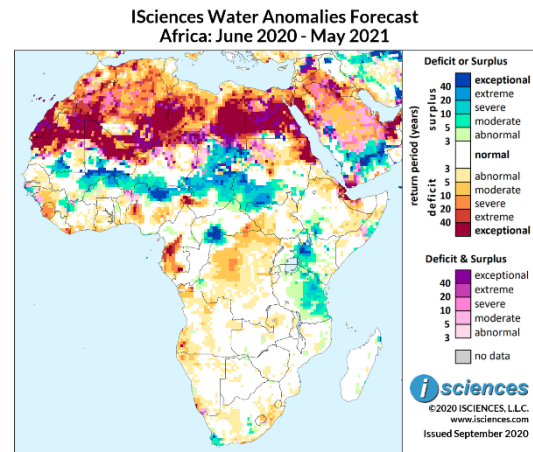 ISciences Water Anomalies Forecast
Africa: June 2020 - May 2021
Deficit or Surplus
exceptional
40
extreme
20
severe
10
moderate
5
abnormal
3
normal
3
abnormal
5
moderate
10
severe
20
extreme
40
exceptional
return period (years)
surplus
deficit
Deficit & Surplus
exceptional
40
extreme
20
severe
10
moderate
5
abnormal
3
no data
i sciences
©2020 ISCIENCES, L.L.C.
www.isciences.com
Issued September 2020